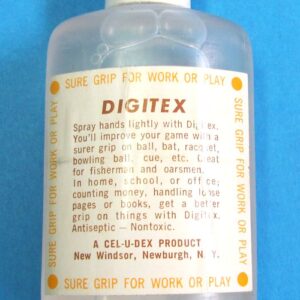 SURE GRIP FOR WORK OR PLAY
DIGITEX
Spray hands lightly with Digitex.
You'll improve your game with a
surer grip on ball, bat, racquet,
bowling ball, cue, etc. Great
for fishermen and oarsmen.
In home, school, or office;
counting money, handling loose
pages or books, get a better
grip on things with Digitex.
Antiseptic – Nontoxic.
A CEL-U-DEX PRODUCT
New Windsor, Newburgh, N.Y.
SURE GRIP FOR WORK OR PLAY
SURE GRIP FOR WORK OR PLAY
SURE GRIP FOR WORK OR PLAY